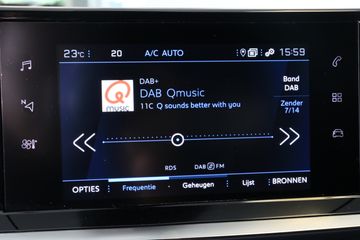 23°C 20 A/C AUTO 15:59
DAB+
DAB Qmusic
11C Q sounds better with you
Q
music
Band
DAB
Zender
7/14
RDS DAB FM
OPTIES Frequentie Geheugen Lijst BRONNEN